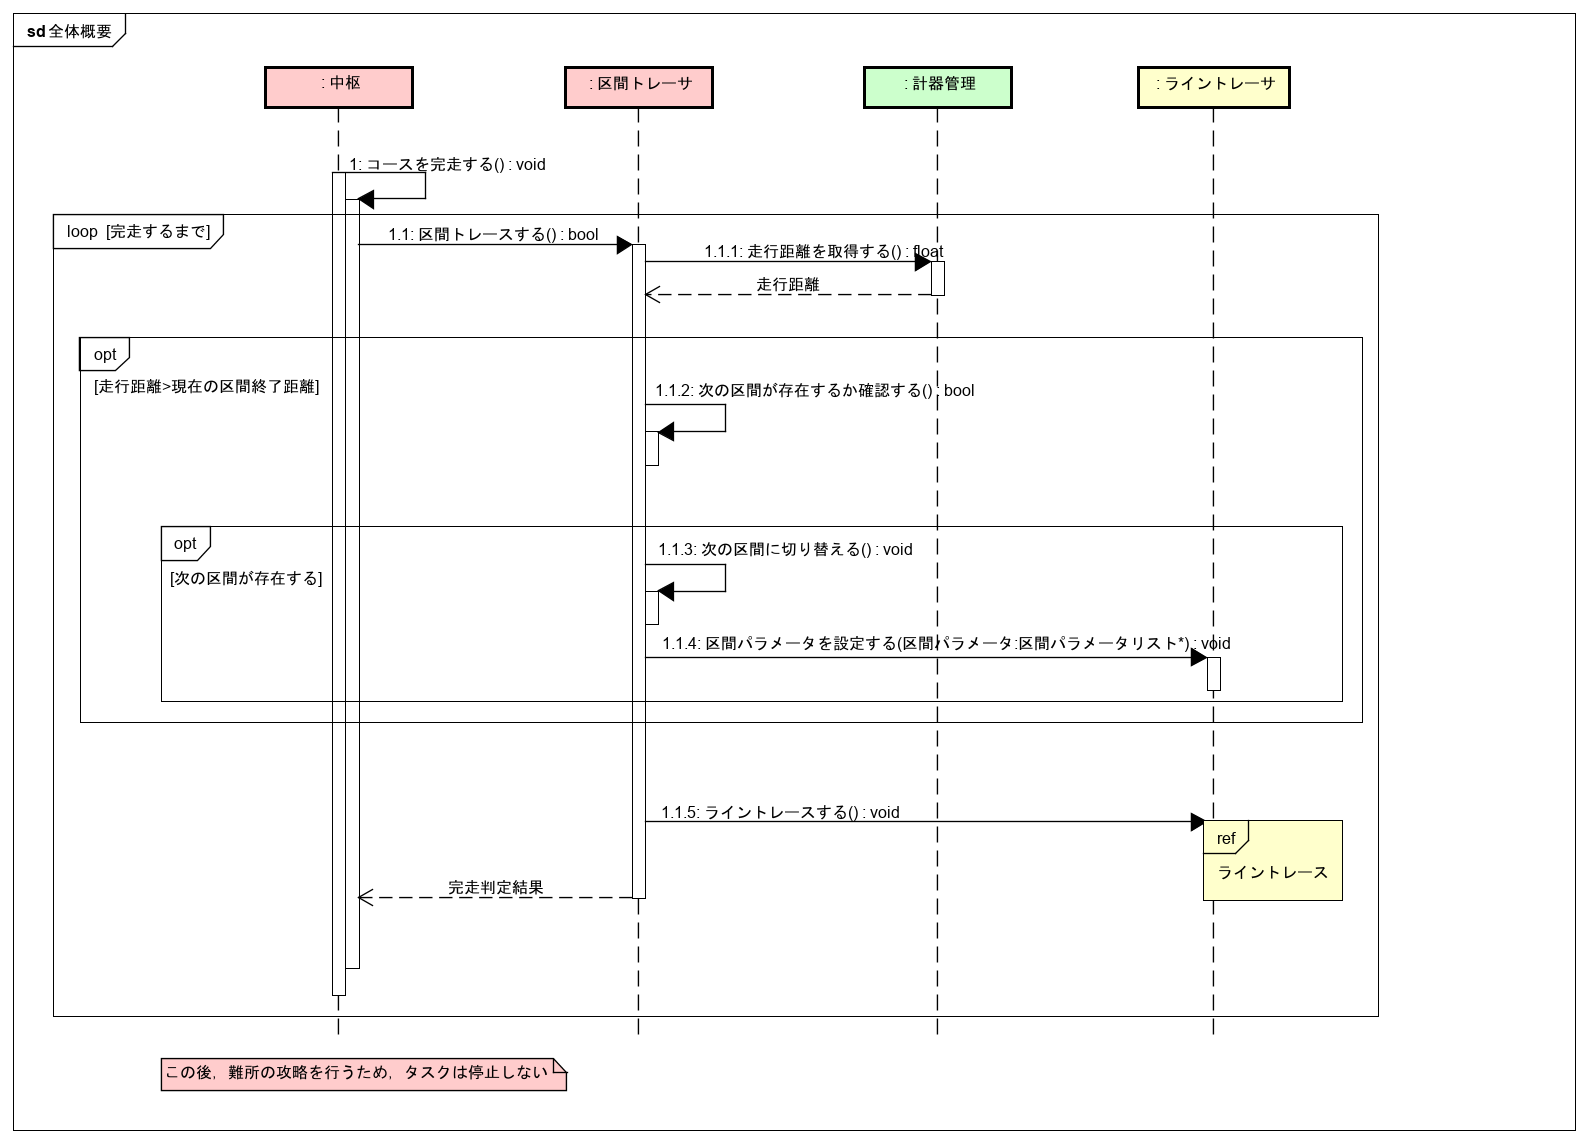 sd 全体概要
: 中枢
: 区間トレーサ
: 計器管理
: ライントレーサ
1: コースを完走する() : void
loop [完走するまで]
1.1: 区間トレースする() : bool
1.1.1: 走行距離を取得する() : float
走行距離
opt
[走行距離>現在の区間終了距離]
1.1.2: 次の区間が存在するか確認する() : bool
opt
1.1.3: 次の区間に切り替える() : void
[次の区間が存在する]
1.1.4: 区間パラメータを設定する(区間パラメータ:区間パラメータリスト*) : void
1.1.5: ライントレースする() : void
ref
ライントレース
完走判定結果
この後，難所の攻略を行うため，タスクは停止しない